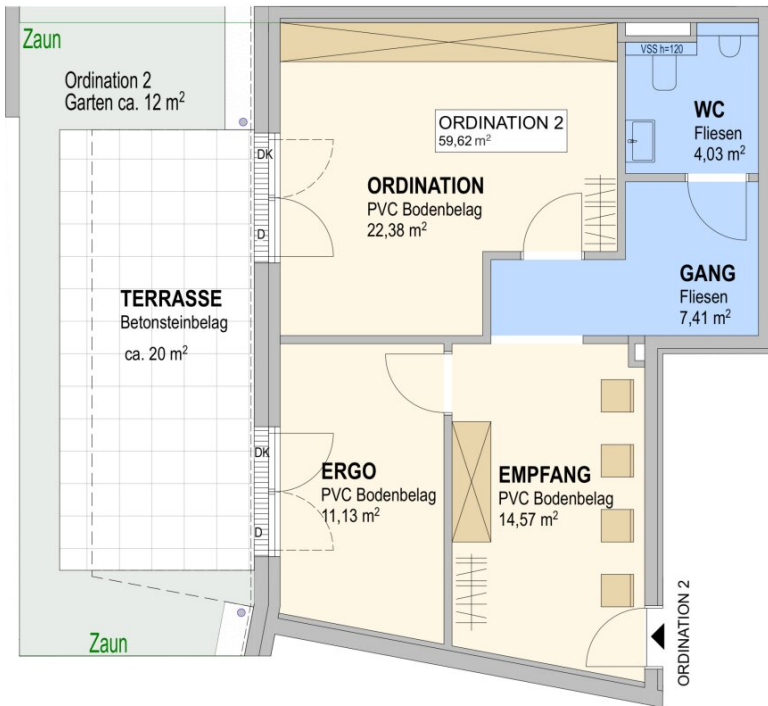 Zaun
Ordination 2
Garten ca. 12 m²
VSS h=120
WC
Fliesen
4,03 m²
ORDINATION 2
59,62 m²
DK
ORDINATION
PVC Bodenbelag
22,38 m²
D
GANG
Fliesen
7,41 m²
TERRASSE
Betonsteinbelag
ca. 20 m²
DK
ERGO
PVC Bodenbelag
11,13 m²
EMPFANG
PVC Bodenbelag
14,57 m²
D
ORDINATION 2
Zaun